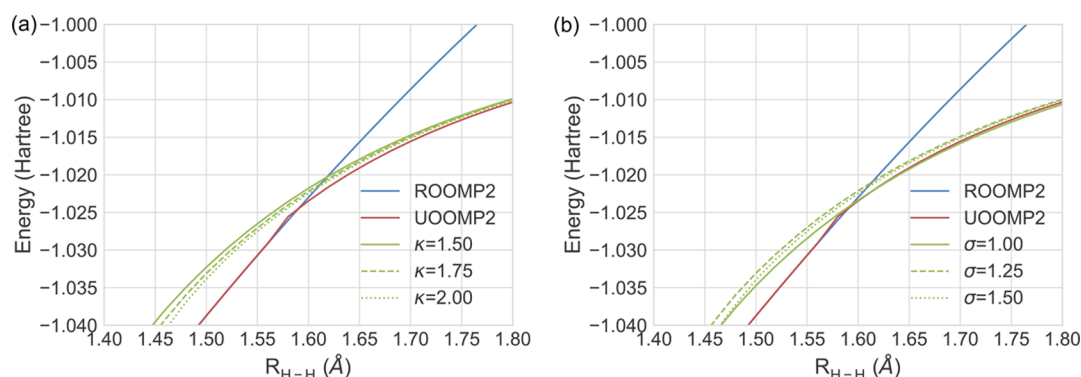 (a)
−1.000
−1.005
−1.010
−1.015
−1.020
−1.025
−1.030
−1.035
−1.040
Energy (Hartree)
ROOMP2
UOOMP2
κ=1.50
κ=1.75
κ=2.00
1.40 1.45 1.50 1.55 1.60 1.65 1.70 1.75 1.80
R_H−H (Å)
(b)
−1.000
−1.005
−1.010
−1.015
−1.020
−1.025
−1.030
−1.035
−1.040
Energy (Hartree)
ROOMP2
UOOMP2
σ=1.00
σ=1.25
σ=1.50
1.40 1.45 1.50 1.55 1.60 1.65 1.70 1.75 1.80
R_H−H (Å)